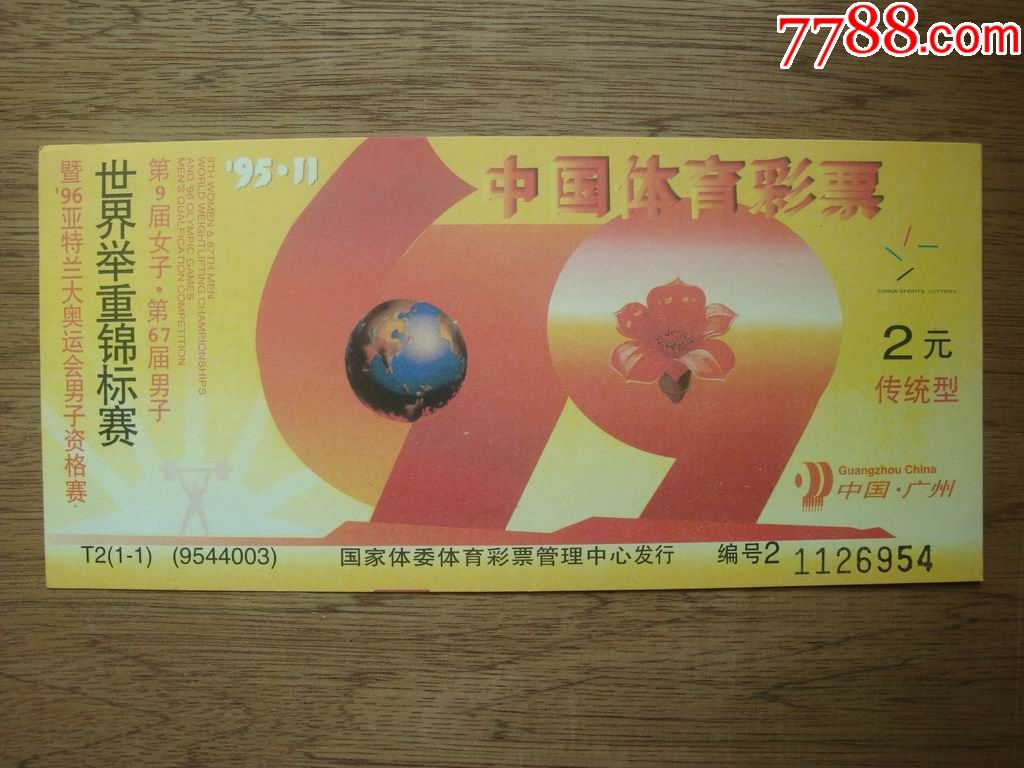 7788.com
'95·11
中国体育彩票
CHINA SPORTS LOTTERY
2元
传统型
Guangzhou China
中国·广州
9TH WOMEN & 67TH MEN
WORLD WEIGHTLIFTING CHAMPIONSHIPS
AND '96 OLYMPIC GAMES
MEN'S QUALIFICATION COMPETITION
第9届女子·第67届男子
世界举重锦标赛
暨'96亚特兰大奥运会男子资格赛
T2(1-1) (9544003) 国家体委体育彩票管理中心发行 编号2 1126954